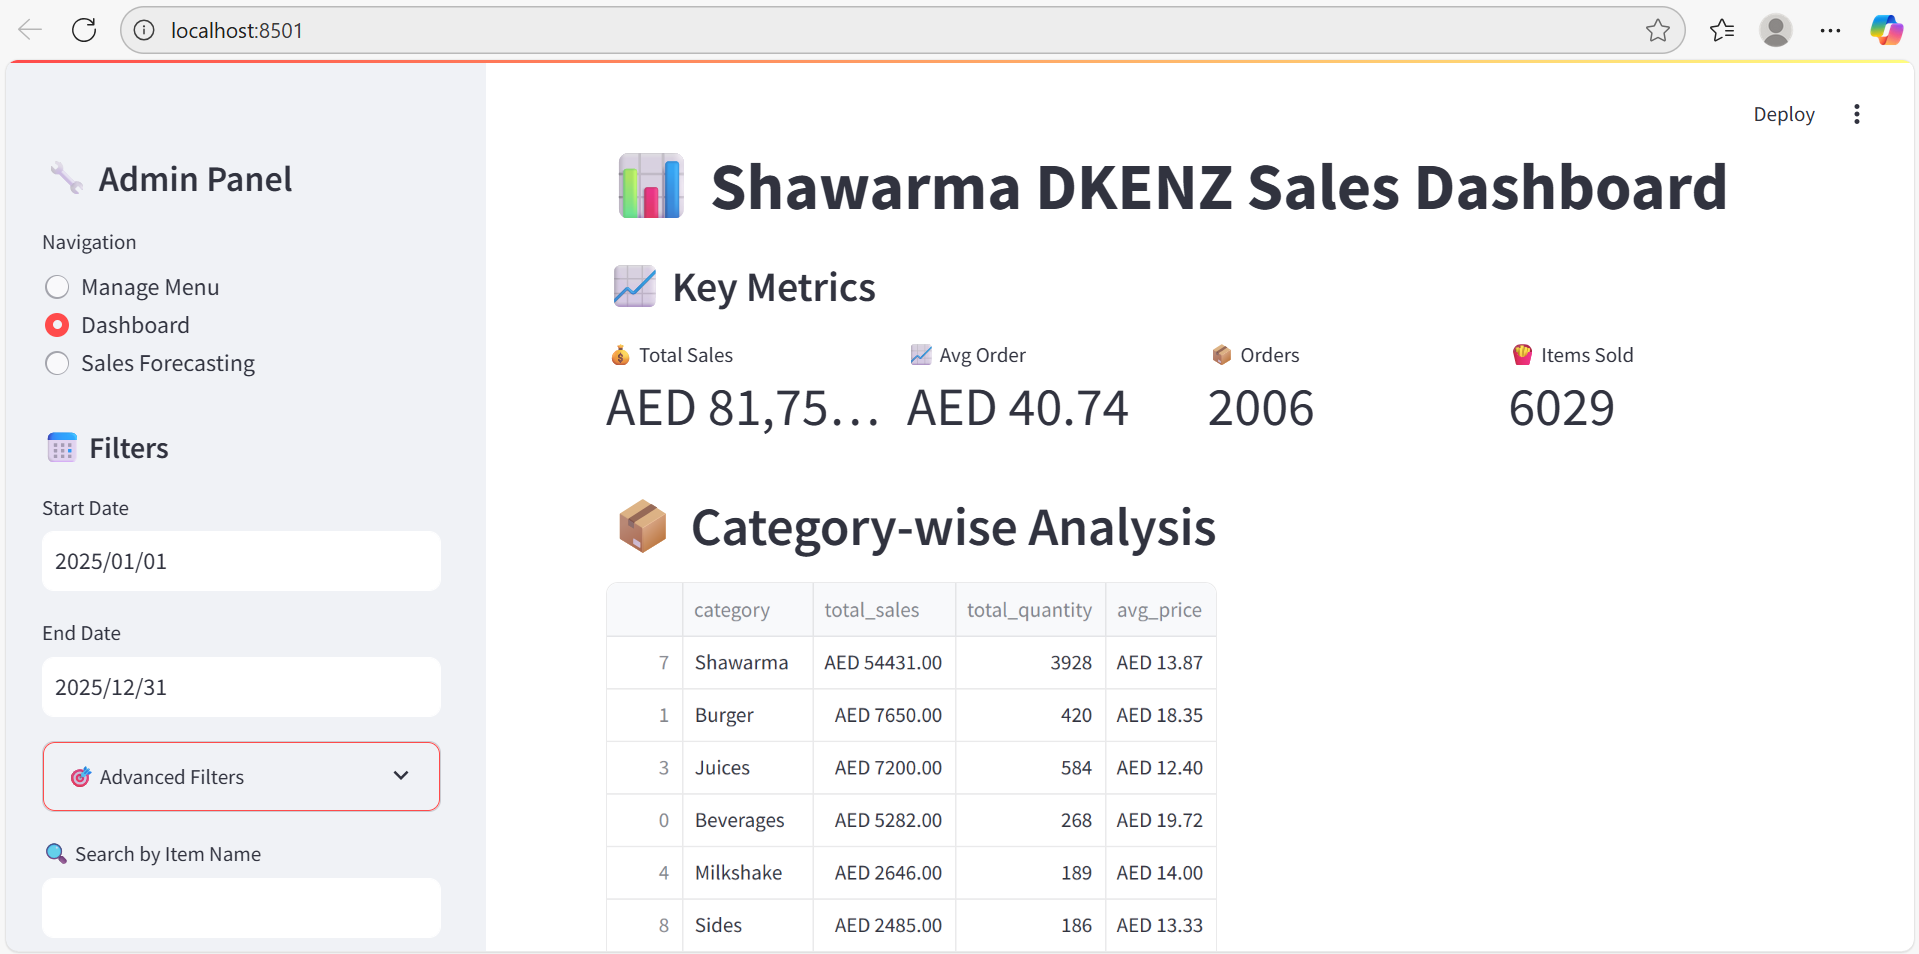 localhost:8501
Deploy
Admin Panel
Navigation
Manage Menu
Dashboard
Sales Forecasting
Filters
Start Date
2025/01/01
End Date
2025/12/31
Advanced Filters
Search by Item Name
Shawarma DKENZ Sales Dashboard
Key Metrics
Total Sales Avg Order Orders Items Sold
AED 81,75... AED 40.74 2006 6029
Category-wise Analysis
category total_sales total_quantity avg_price
7 Shawarma AED 54431.00 3928 AED 13.87
1 Burger AED 7650.00 420 AED 18.35
3 Juices AED 7200.00 584 AED 12.40
0 Beverages AED 5282.00 268 AED 19.72
4 Milkshake AED 2646.00 189 AED 14.00
8 Sides AED 2485.00 186 AED 13.33